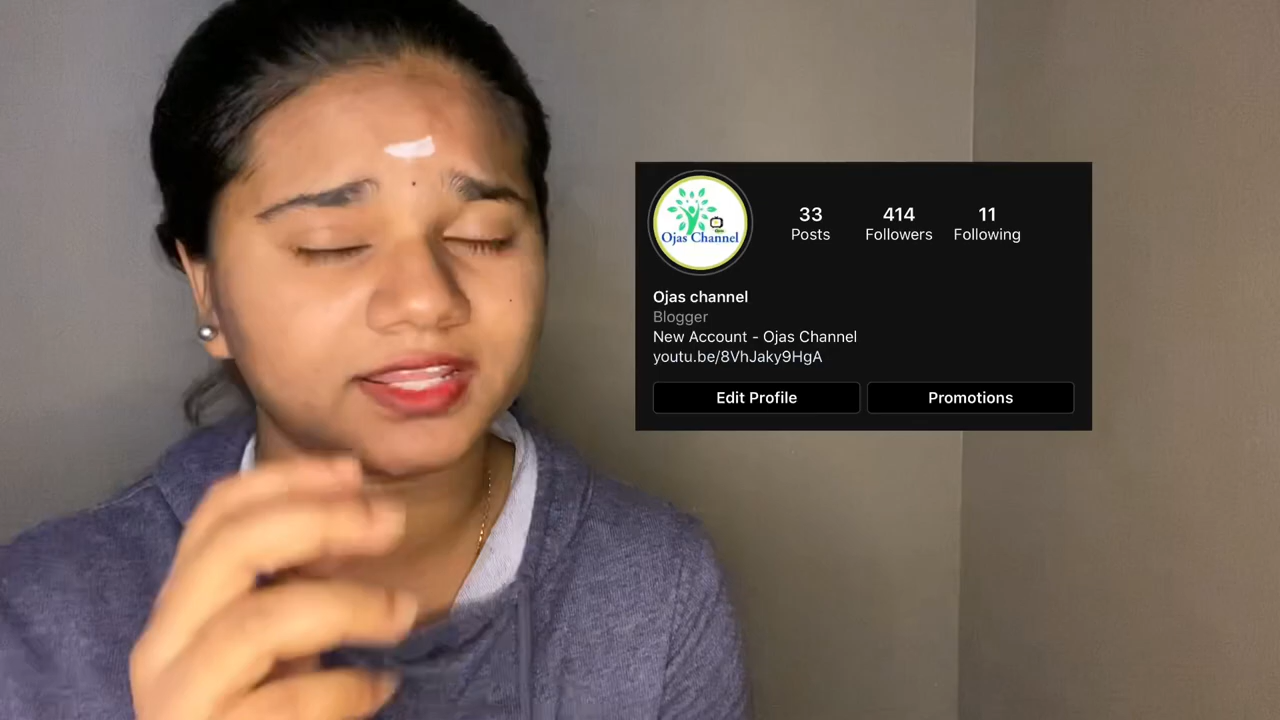 Ojas Channel
33 414 11
Posts Followers Following
Ojas channel
Blogger
New Account - Ojas Channel
youtu.be/8VhJaky9HgA
Edit Profile Promotions